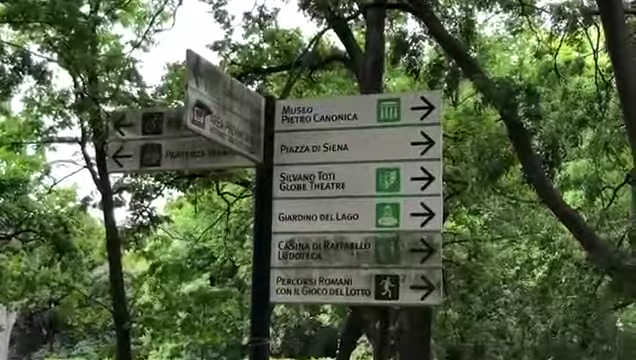 MUSEO
PIETRO CANONICA
PIAZZA DI SIENA
SILVANO TOTI
GLOBE THEATRE
GIARDINO DEL LAGO
CASINA DI RAFFAELLO
LUDOTECA
PERCORSI ROMANI
CON IL GIOCO DEL LOTTO
PARTENZA